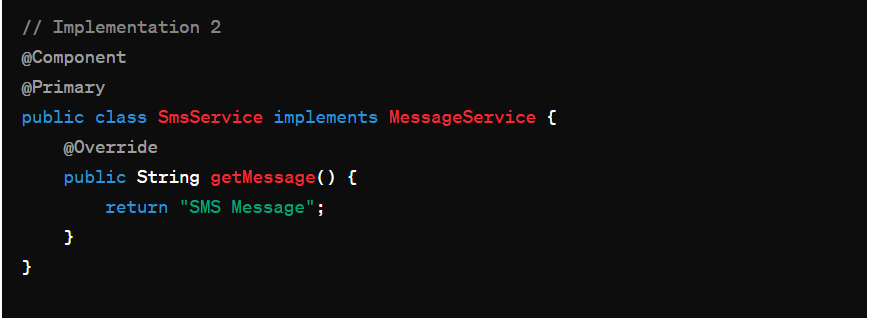 // Implementation 2
@Component
@Primary
public class SmsService implements MessageService {
    @Override
    public String getMessage() {
        return "SMS Message";
    }
}